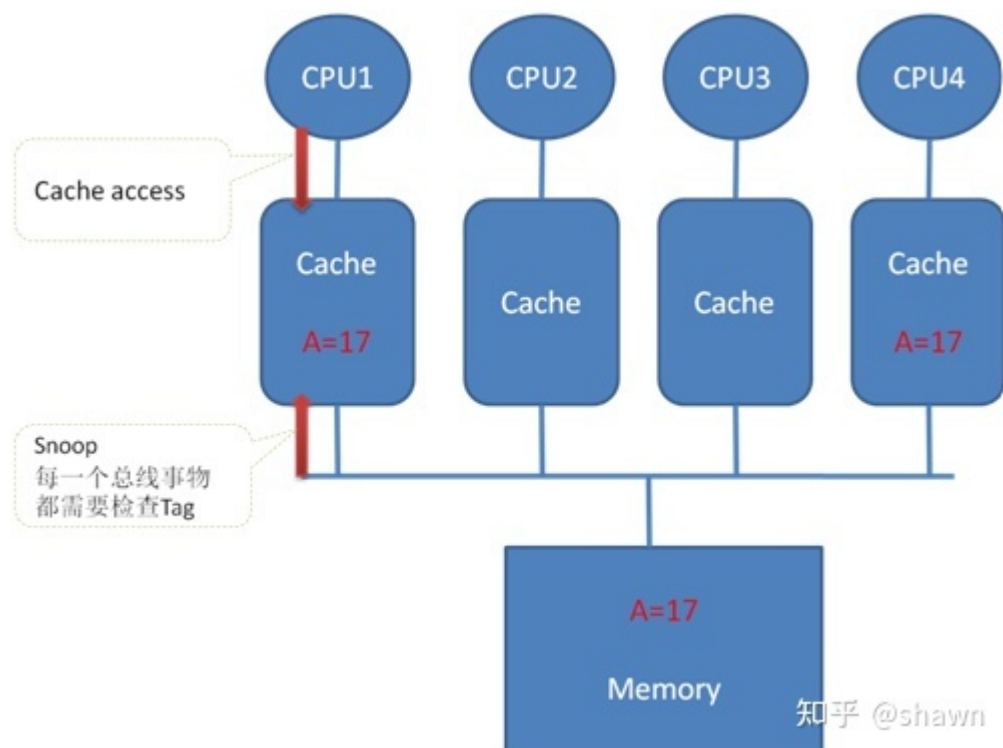 CPU1
CPU2
CPU3
CPU4
Cache access
Cache
A=17
Cache
Cache
Cache
A=17
Snoop
每一个总线事物
都需要检查Tag
A=17
Memory
知乎 @shawn